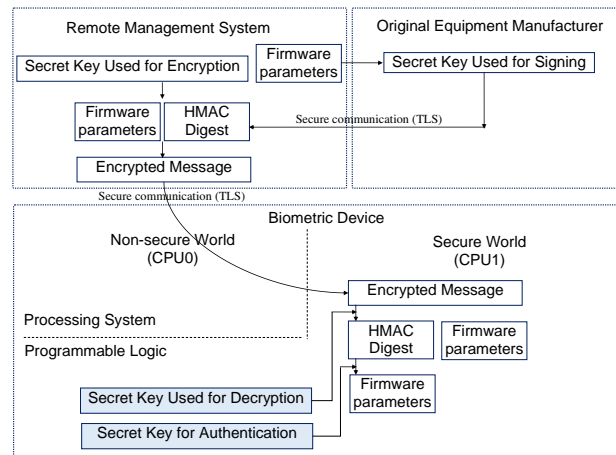 Remote Management System
Original Equipment Manufacturer
Secret Key Used for Encryption
Firmware
parameters
Secret Key Used for Signing
Firmware
parameters
HMAC
Digest
Secure communication (TLS)
Encrypted Message
Secure communication (TLS)
Biometric Device
Non-secure World
(CPU0)
Secure World
(CPU1)
Encrypted Message
Processing System
HMAC
Digest
Firmware
parameters
Programmable Logic
Firmware
parameters
Secret Key Used for Decryption
Secret Key for Authentication